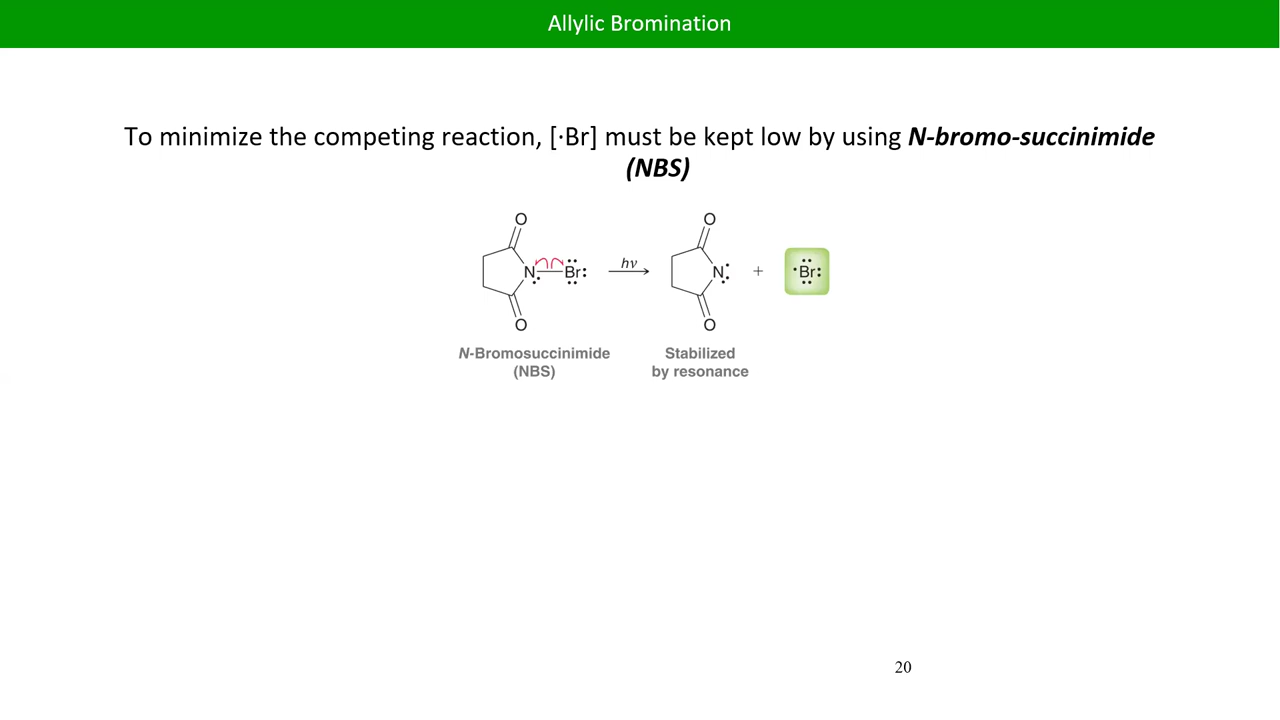 Allylic Bromination
To minimize the competing reaction, [·Br] must be kept low by using N-bromo-succinimide
(NBS)
O O
N—Br: hν N: + ·Br:
O O
N-Bromosuccinimide Stabilized
(NBS) by resonance
20